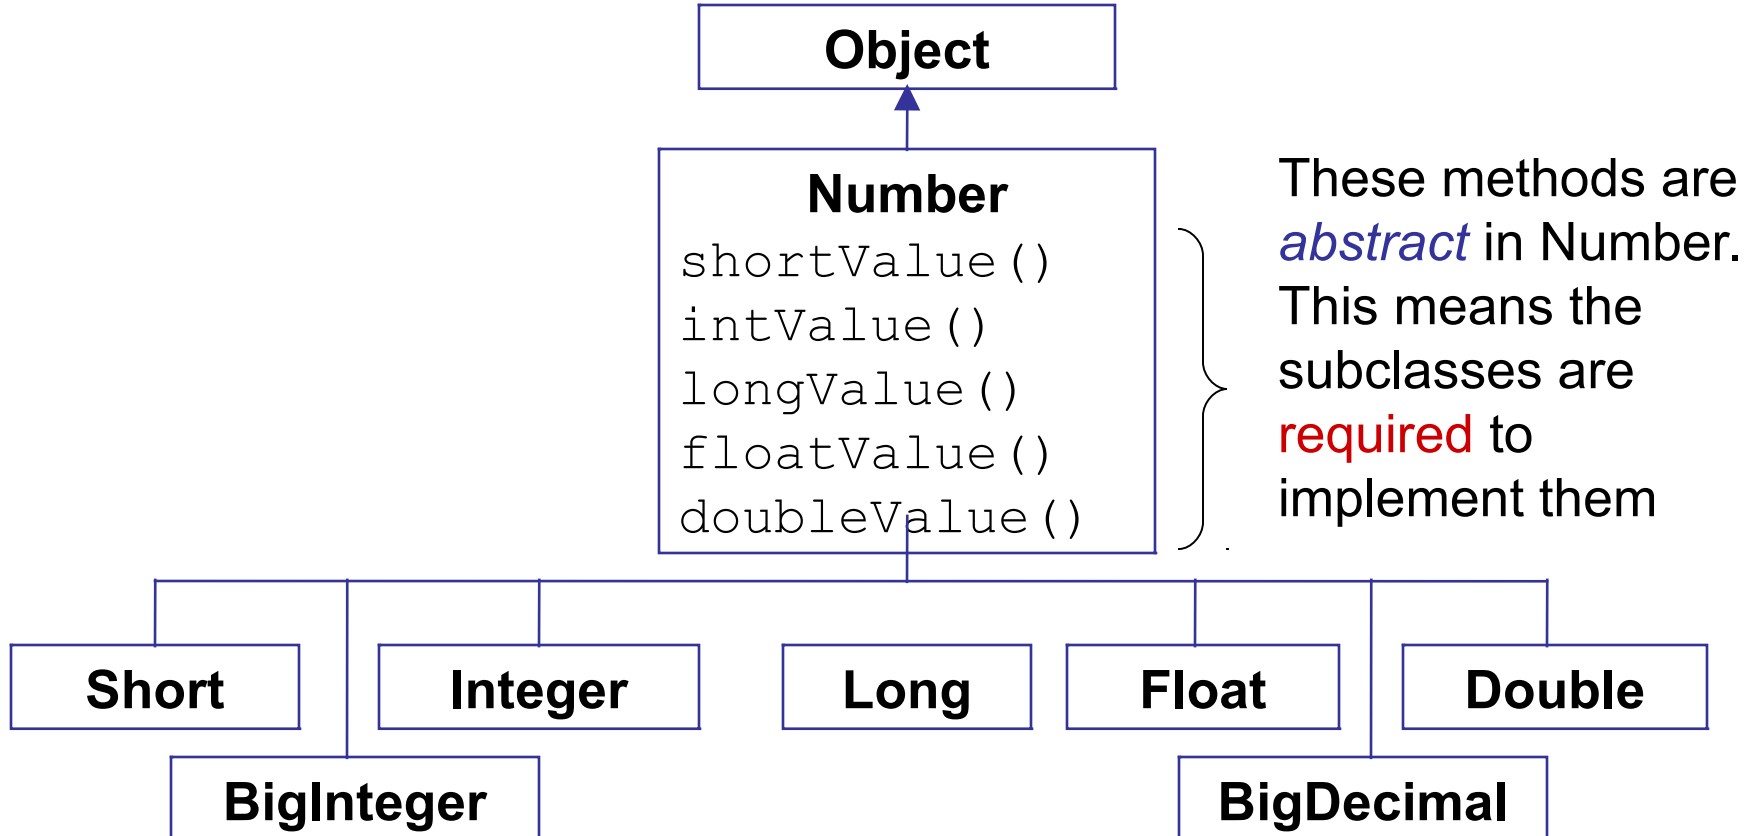 Object
Number
shortValue()
intValue()
longValue()
floatValue()
doubleValue()
These methods are
abstract in Number.
This means the
subclasses are
required to
implement them
.
Short
Integer
Long
Float
Double
BigInteger
BigDecimal